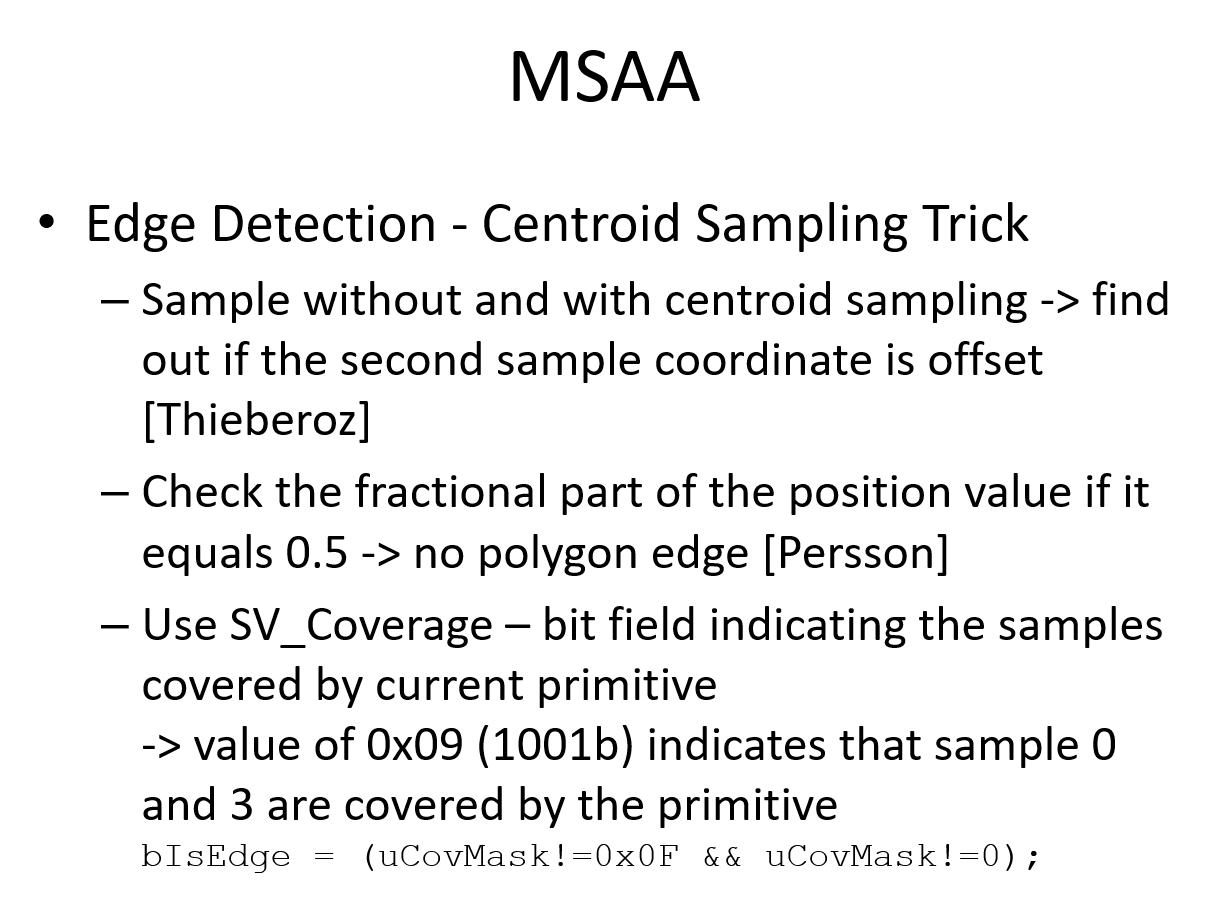 MSAA
• Edge Detection - Centroid Sampling Trick
– Sample without and with centroid sampling -> find
out if the second sample coordinate is offset
[Thieberoz]
– Check the fractional part of the position value if it
equals 0.5 -> no polygon edge [Persson]
– Use SV_Coverage – bit field indicating the samples
covered by current primitive
-> value of 0x09 (1001b) indicates that sample 0
and 3 are covered by the primitive
bIsEdge = (uCovMask!=0x0F && uCovMask!=0);